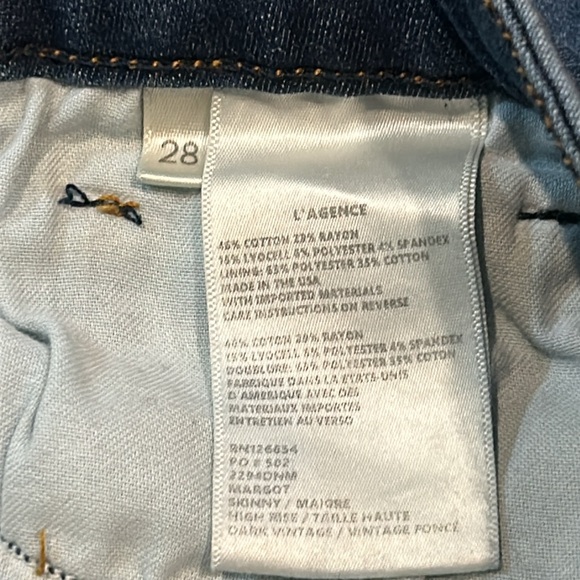 28
L'AGENCE
46% COTTON 29% RAYON
15% LYOCELL 6% POLYESTER 4% SPANDEX
LINING: 65% POLYESTER 35% COTTON
MADE IN THE USA
WITH IMPORTED MATERIALS
CARE INSTRUCTIONS ON REVERSE
46% COTTON 29% RAYON
15% LYOCELL 6% POLYESTER 4% SPANDEX
DOUBLURE: 65% POLYESTER 35% COTTON
FABRIQUE DANS LA ETATS-UNIS
D'AMERIQUE AVEC DES
MATERIAUX IMPORTES
ENTRETIEN AU VERSO
RN126654
PO # 502
2294DNM
MARGOT
SKINNY / MAIGRE
HIGH RISE / TAILLE HAUTE
DARK VINTAGE / VINTAGE FONCE